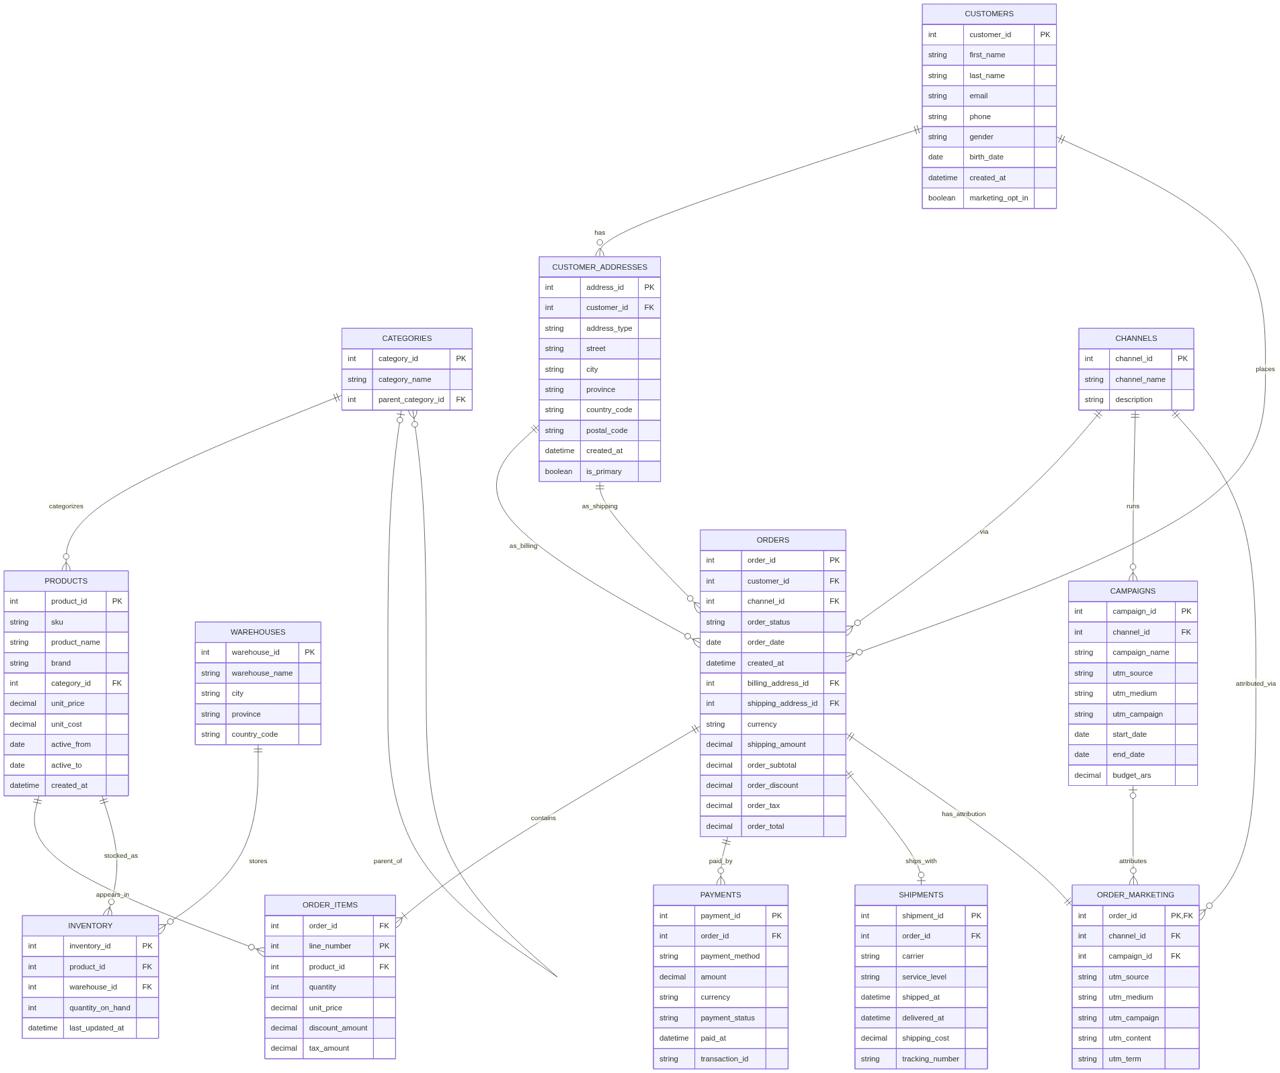 CUSTOMERS
int customer_id PK
string first_name
string last_name
string email
string phone
string gender
date birth_date
datetime created_at
boolean marketing_opt_in
has
places
CUSTOMER_ADDRESSES
int address_id PK
int customer_id FK
string address_type
string street
string city
string province
string country_code
string postal_code
datetime created_at
boolean is_primary
CATEGORIES
int category_id PK
string category_name
int parent_category_id FK
CHANNELS
int channel_id PK
string channel_name
string description
categorizes
as_shipping
as_billing
via
runs
attributed_via
PRODUCTS
int product_id PK
string sku
string product_name
string brand
int category_id FK
decimal unit_price
decimal unit_cost
date active_from
date active_to
datetime created_at
WAREHOUSES
int warehouse_id PK
string warehouse_name
string city
string province
string country_code
ORDERS
int order_id PK
int customer_id FK
int channel_id FK
string order_status
date order_date
datetime created_at
int billing_address_id FK
int shipping_address_id FK
string currency
decimal shipping_amount
decimal order_subtotal
decimal order_discount
decimal order_tax
decimal order_total
CAMPAIGNS
int campaign_id PK
int channel_id FK
string campaign_name
string utm_source
string utm_medium
string utm_campaign
date start_date
date end_date
decimal budget_ars
stocked_as
appears_in
stores
parent_of
contains
paid_by
ships_with
has_attribution
attributes
INVENTORY
int inventory_id PK
int product_id FK
int warehouse_id FK
int quantity_on_hand
datetime last_updated_at
ORDER_ITEMS
int order_id FK
int line_number PK
int product_id FK
int quantity
decimal unit_price
decimal discount_amount
decimal tax_amount
PAYMENTS
int payment_id PK
int order_id FK
string payment_method
decimal amount
string currency
string payment_status
datetime paid_at
string transaction_id
SHIPMENTS
int shipment_id PK
int order_id FK
string carrier
string service_level
datetime shipped_at
datetime delivered_at
decimal shipping_cost
string tracking_number
ORDER_MARKETING
int order_id PK,FK
int channel_id FK
int campaign_id FK
string utm_source
string utm_medium
string utm_campaign
string utm_content
string utm_term